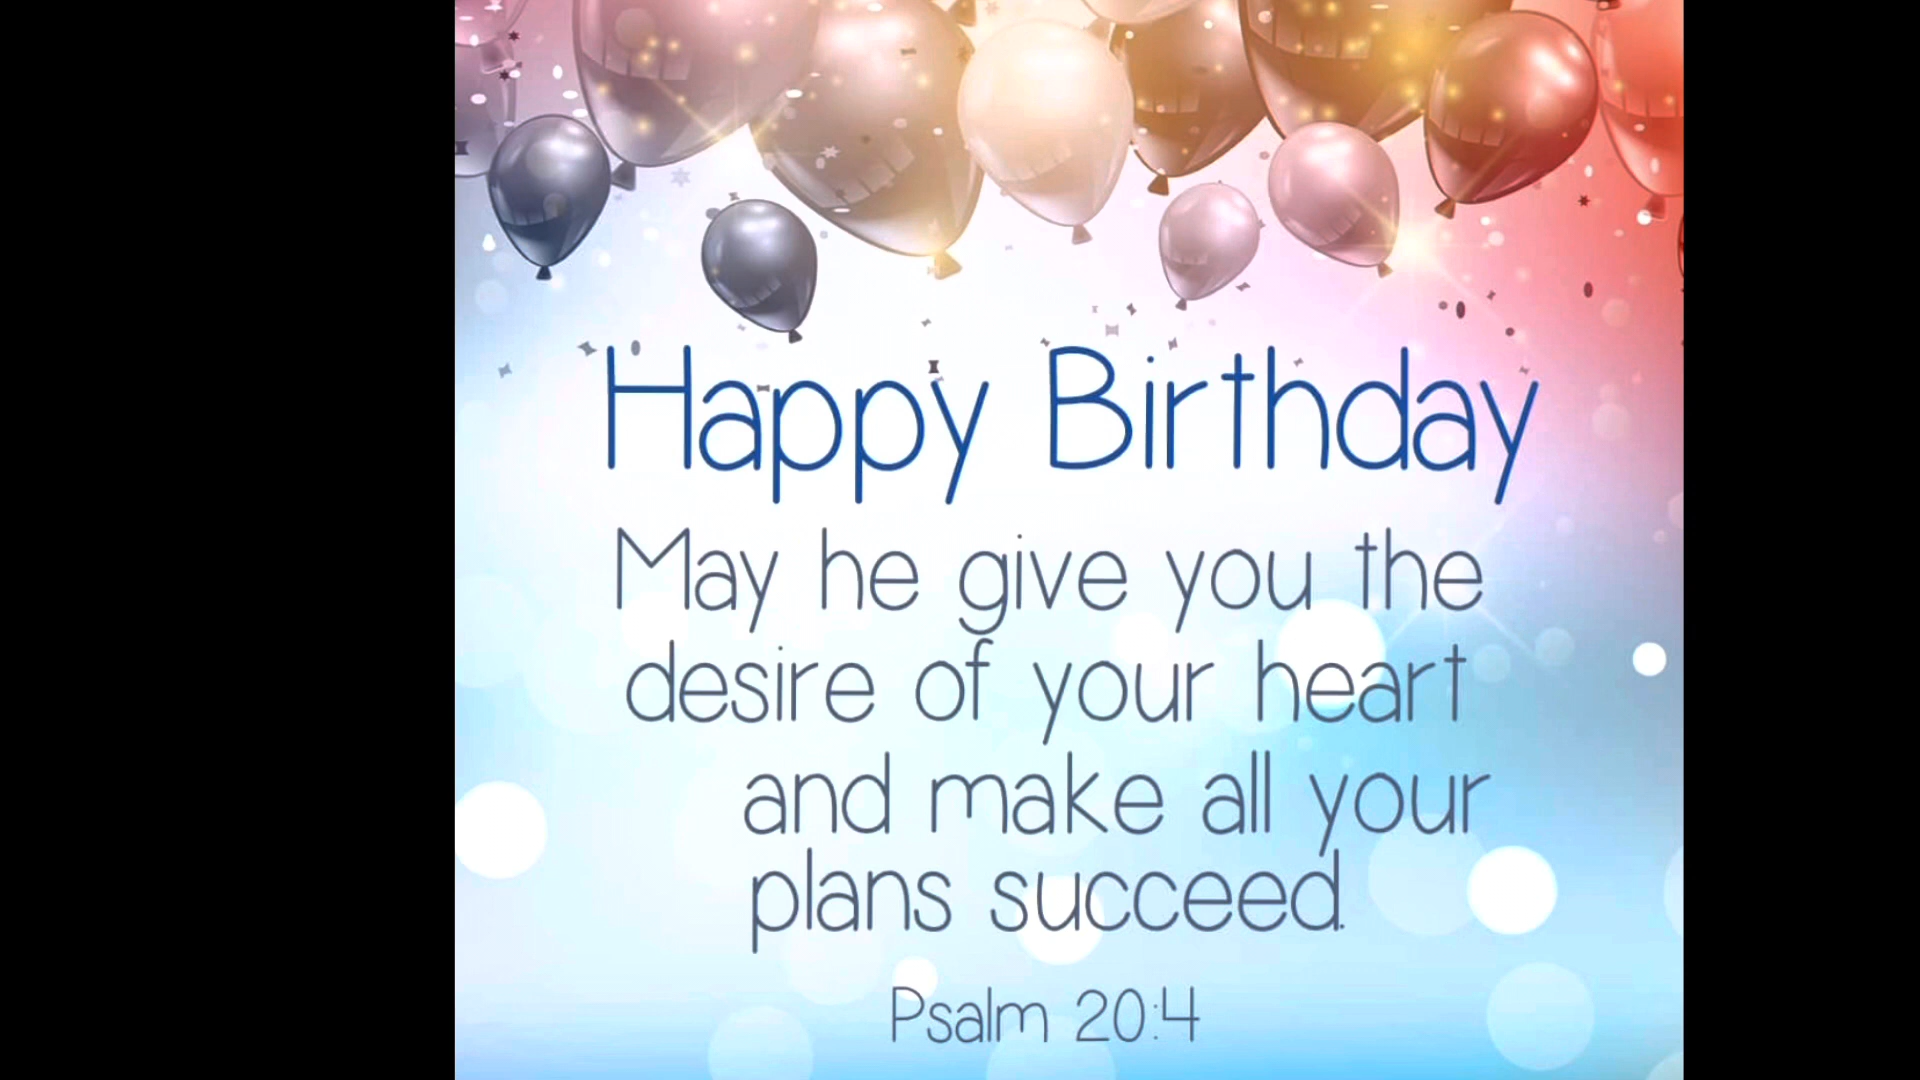 Happy Birthday
May he give you the
desire of your heart
and make all your
plans succeed.
Psalm 20:4